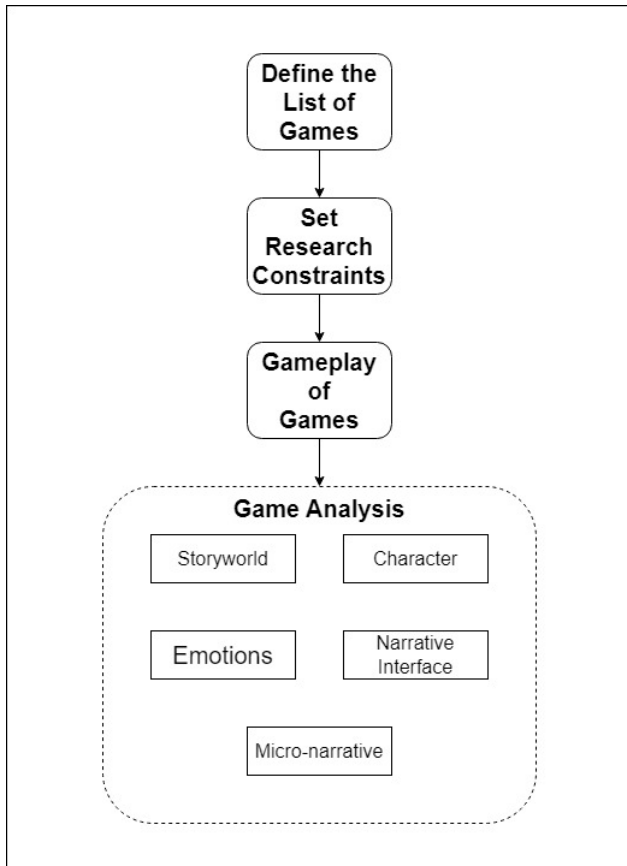 Define the
List of
Games
Set
Research
Constraints
Gameplay
of
Games
Game Analysis
Storyworld
Character
Emotions
Narrative
Interface
Micro-narrative